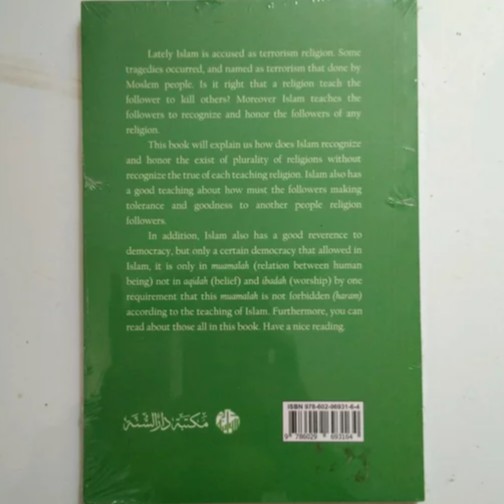 Lately Islam is accused as terrorism religion. Some
tragedies occurred, and named as terrorism that done by
Moslem people. Is it right that a religion teach the
follower to kill others? Moreover Islam teaches the
followers to recognize and honor the followers of any
religion.
This book will explain us how does Islam recognize
and honor the exist of plurality of religions without
recognize the true of each teaching religion. Islam also has
a good teaching about how must the followers making
tolerance and goodness to another people religion
followers.
In addition, Islam also has a good reverence to
democracy, but only a certain democracy that allowed in
Islam, it is only in muamalah (relation between human
being) not in aqidah (belief) and ibadah (worship) by one
requirement that this muamalah is not forbidden (haram)
according to the teaching of Islam. Furthermore, you can
read about those all in this book. Have a nice reading.
مكتبة دار السنة